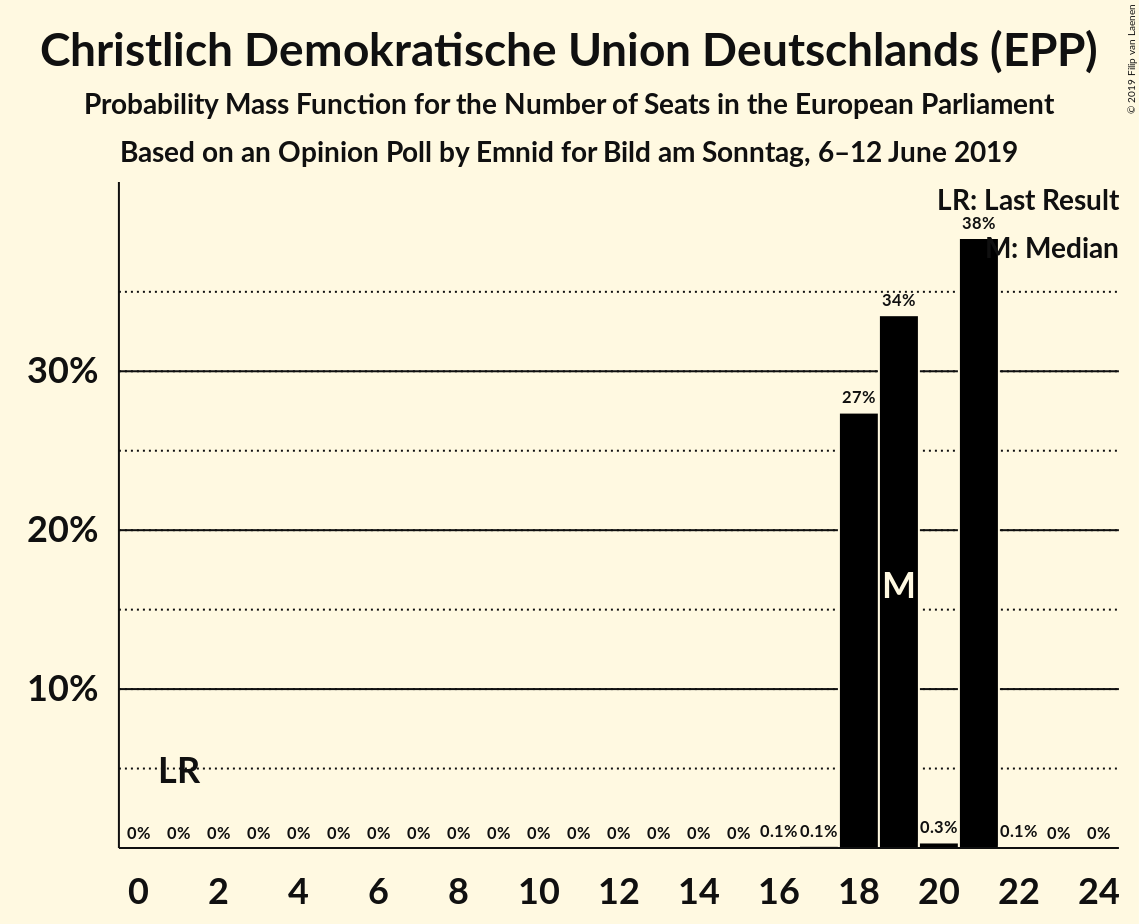 Christlich Demokratische Union Deutschlands (EPP)
Probability Mass Function for the Number of Seats in the European Parliament
Based on an Opinion Poll by Emnid for Bild am Sonntag, 6–12 June 2019
© 2019 Filip van Laenen
LR: Last Result
M: Median
38%
34%
30%
27%
20%
M
10%
LR
0% 0% 0% 0% 0% 0% 0% 0% 0% 0% 0% 0% 0% 0% 0% 0% 0.1% 0.1% 0.3% 0.1% 0% 0%
0 2 4 6 8 10 12 14 16 18 20 22 24